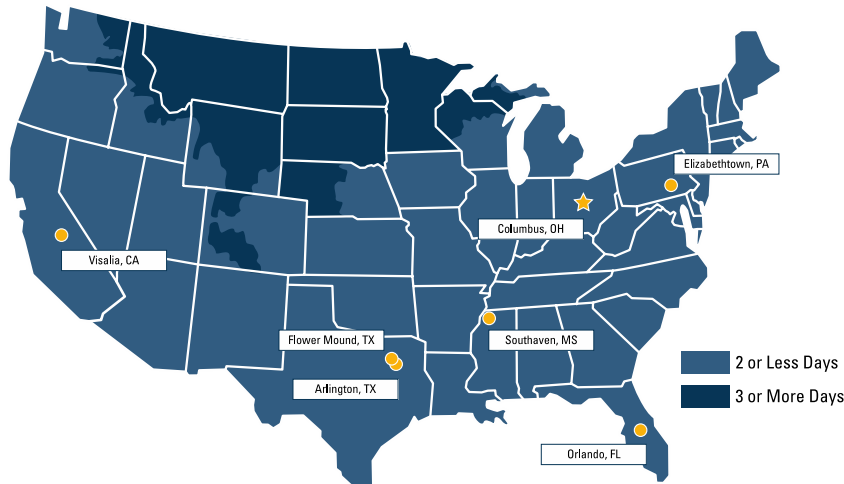 Elizabethtown, PA
Columbus, OH
Visalia, CA
Flower Mound, TX
Southaven, MS
Arlington, TX
2 or Less Days
3 or More Days
Orlando, FL